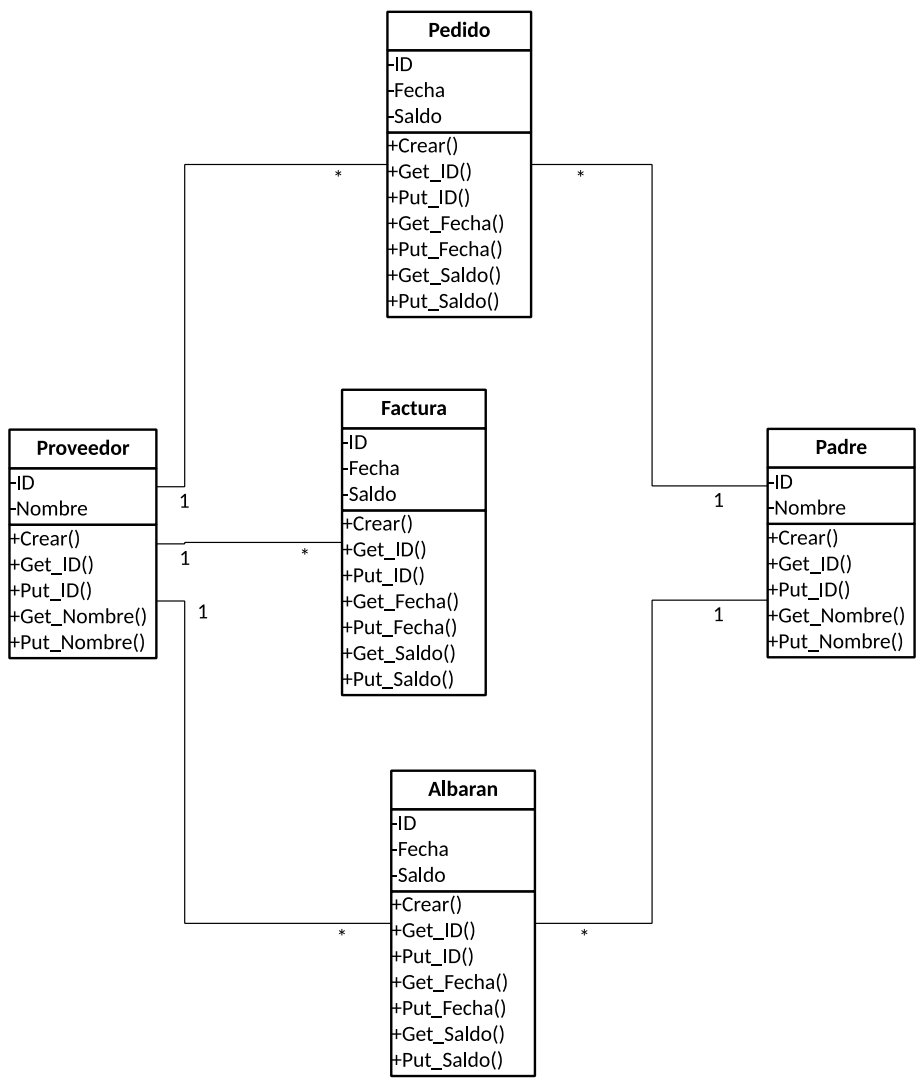 Pedido
-ID
-Fecha
-Saldo
+Crear()
+Get_ID()
+Put_ID()
+Get_Fecha()
+Put_Fecha()
+Get_Saldo()
+Put_Saldo()
*
*
Factura
-ID
-Fecha
-Saldo
+Crear()
+Get_ID()
+Put_ID()
+Get_Fecha()
+Put_Fecha()
+Get_Saldo()
+Put_Saldo()
Proveedor
-ID
-Nombre
+Crear()
+Get_ID()
+Put_ID()
+Get_Nombre()
+Put_Nombre()
1
1
*
1
Padre
-ID
-Nombre
+Crear()
+Get_ID()
+Put_ID()
+Get_Nombre()
+Put_Nombre()
1
1
Albaran
-ID
-Fecha
-Saldo
+Crear()
+Get_ID()
+Put_ID()
+Get_Fecha()
+Put_Fecha()
+Get_Saldo()
+Put_Saldo()
*
*